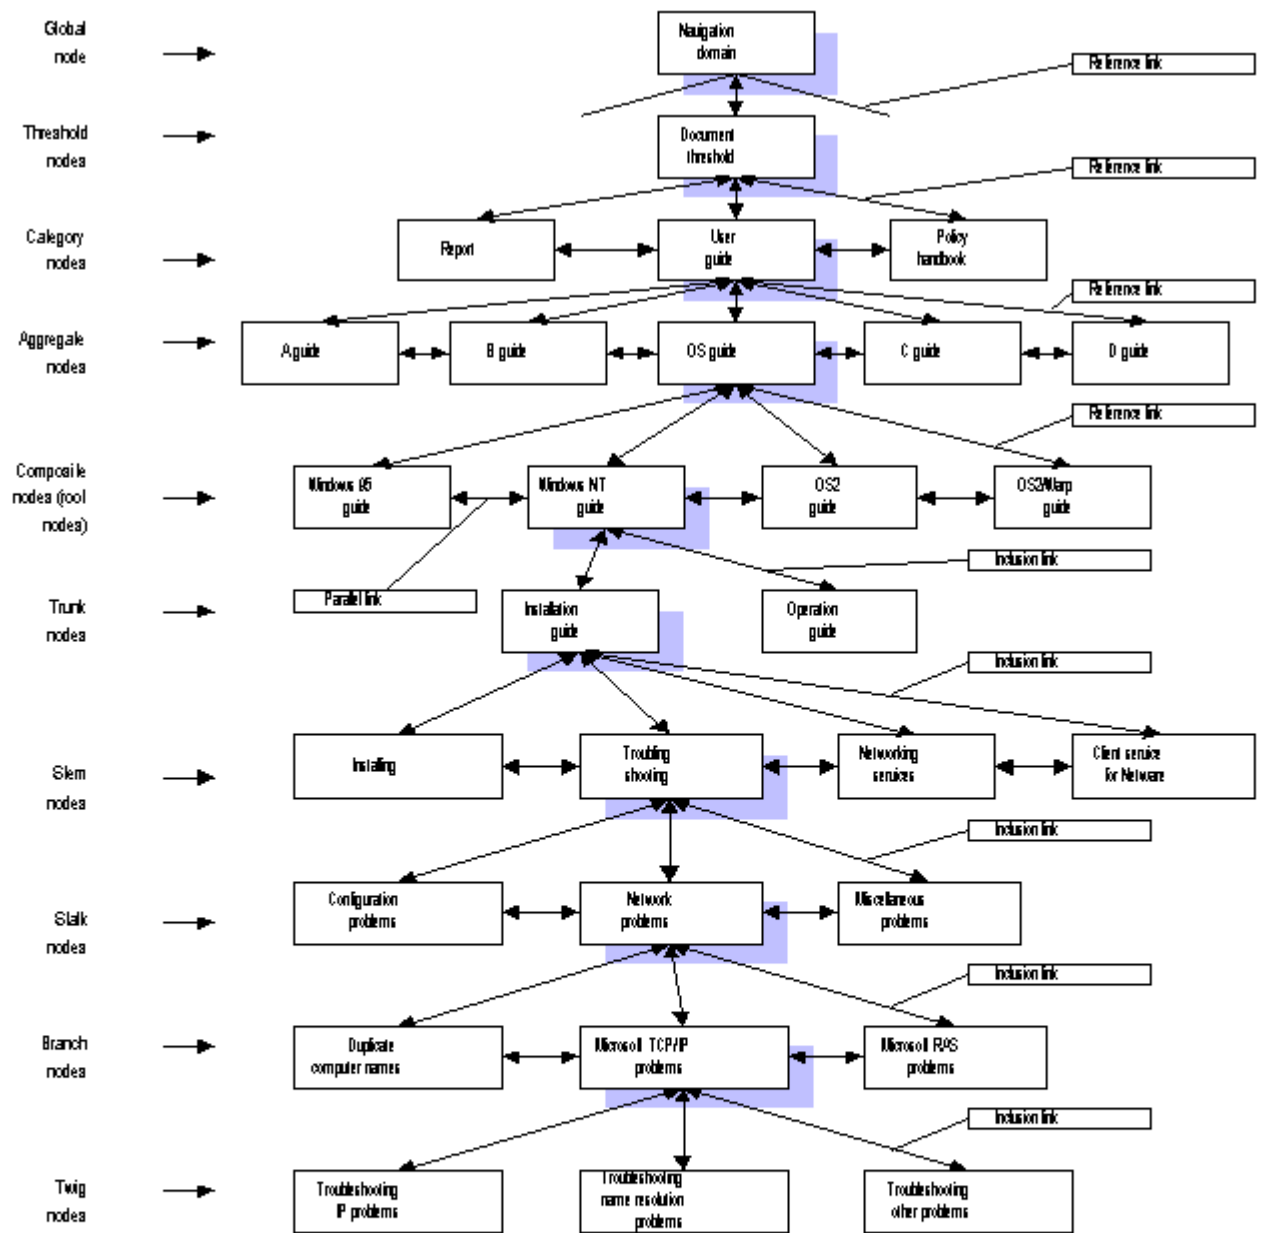 Global
node
Navigation
domain
Reference link
Threshold
nodes
Document
threshold
Reference link
Category
nodes
Report
User
guide
Policy
handbook
Reference link
Aggregate
nodes
A guide
B guide
OS guide
C guide
D guide
Reference link
Composite
nodes (root
nodes)
Windows 95
guide
Windows NT
guide
OS2
guide
OS2/Warp
guide
Inclusion link
Trunk
nodes
Parallel link
Installation
guide
Operation
guide
Inclusion link
Stem
nodes
Installing
Troubling
shooting
Networking
services
Client service
for Netware
Inclusion link
Stalk
nodes
Configuration
problems
Network
problems
Miscellaneous
problems
Inclusion link
Branch
nodes
Duplicate
computer names
Microsoft TCP/IP
problems
Microsoft RAS
problems
Inclusion link
Twig
nodes
Troubleshooting
IP problems
Troubleshooting
name resolution
problems
Troubleshooting
other problems